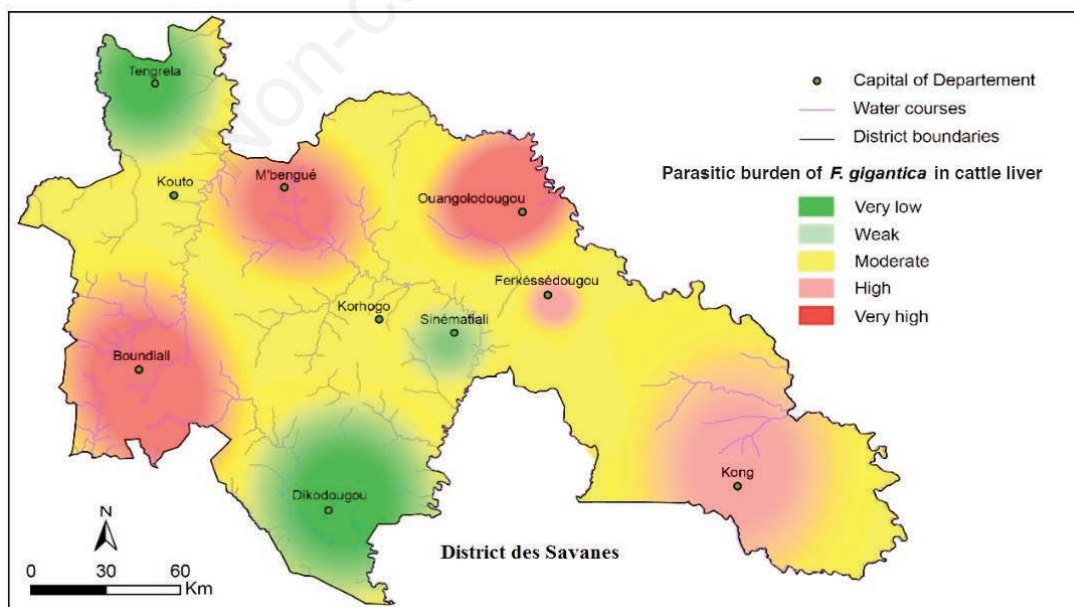 Non-co
Tengrela
Kouto
M'bengué
Ouangolodougou
Ferkéssédougou
Korhogo
Sinématiali
Boundiali
Dikodougou
Kong
District des Savanes
N
0 30 60
Km
Capital of Departement
Water courses
District boundaries
Parasitic burden of F. gigantica in cattle liver
Very low
Weak
Moderate
High
Very high